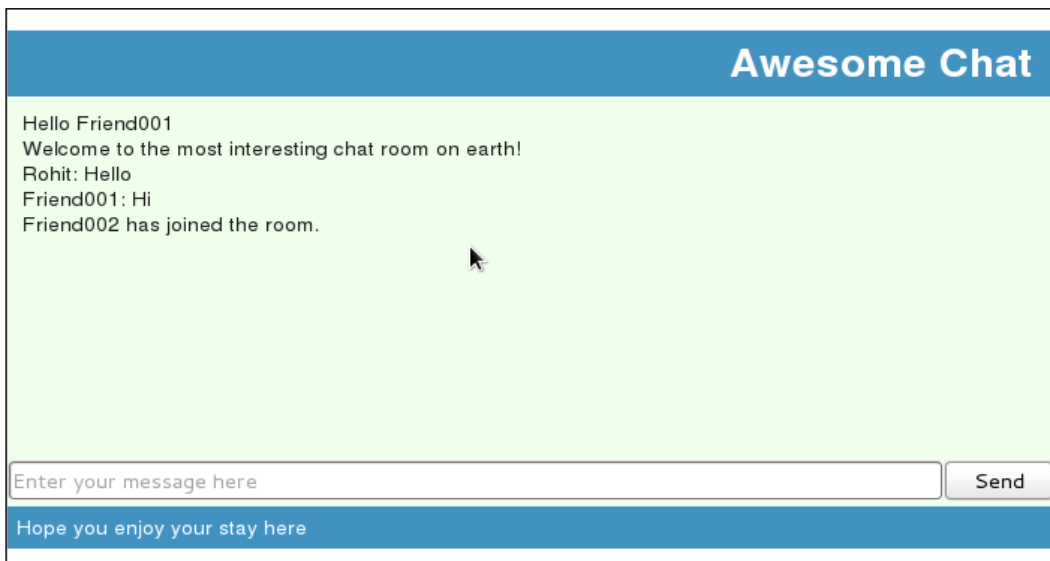 Awesome Chat
Hello Friend001
Welcome to the most interesting chat room on earth!
Rohit: Hello
Friend001: Hi
Friend002 has joined the room.
Enter your message here
Send
Hope you enjoy your stay here